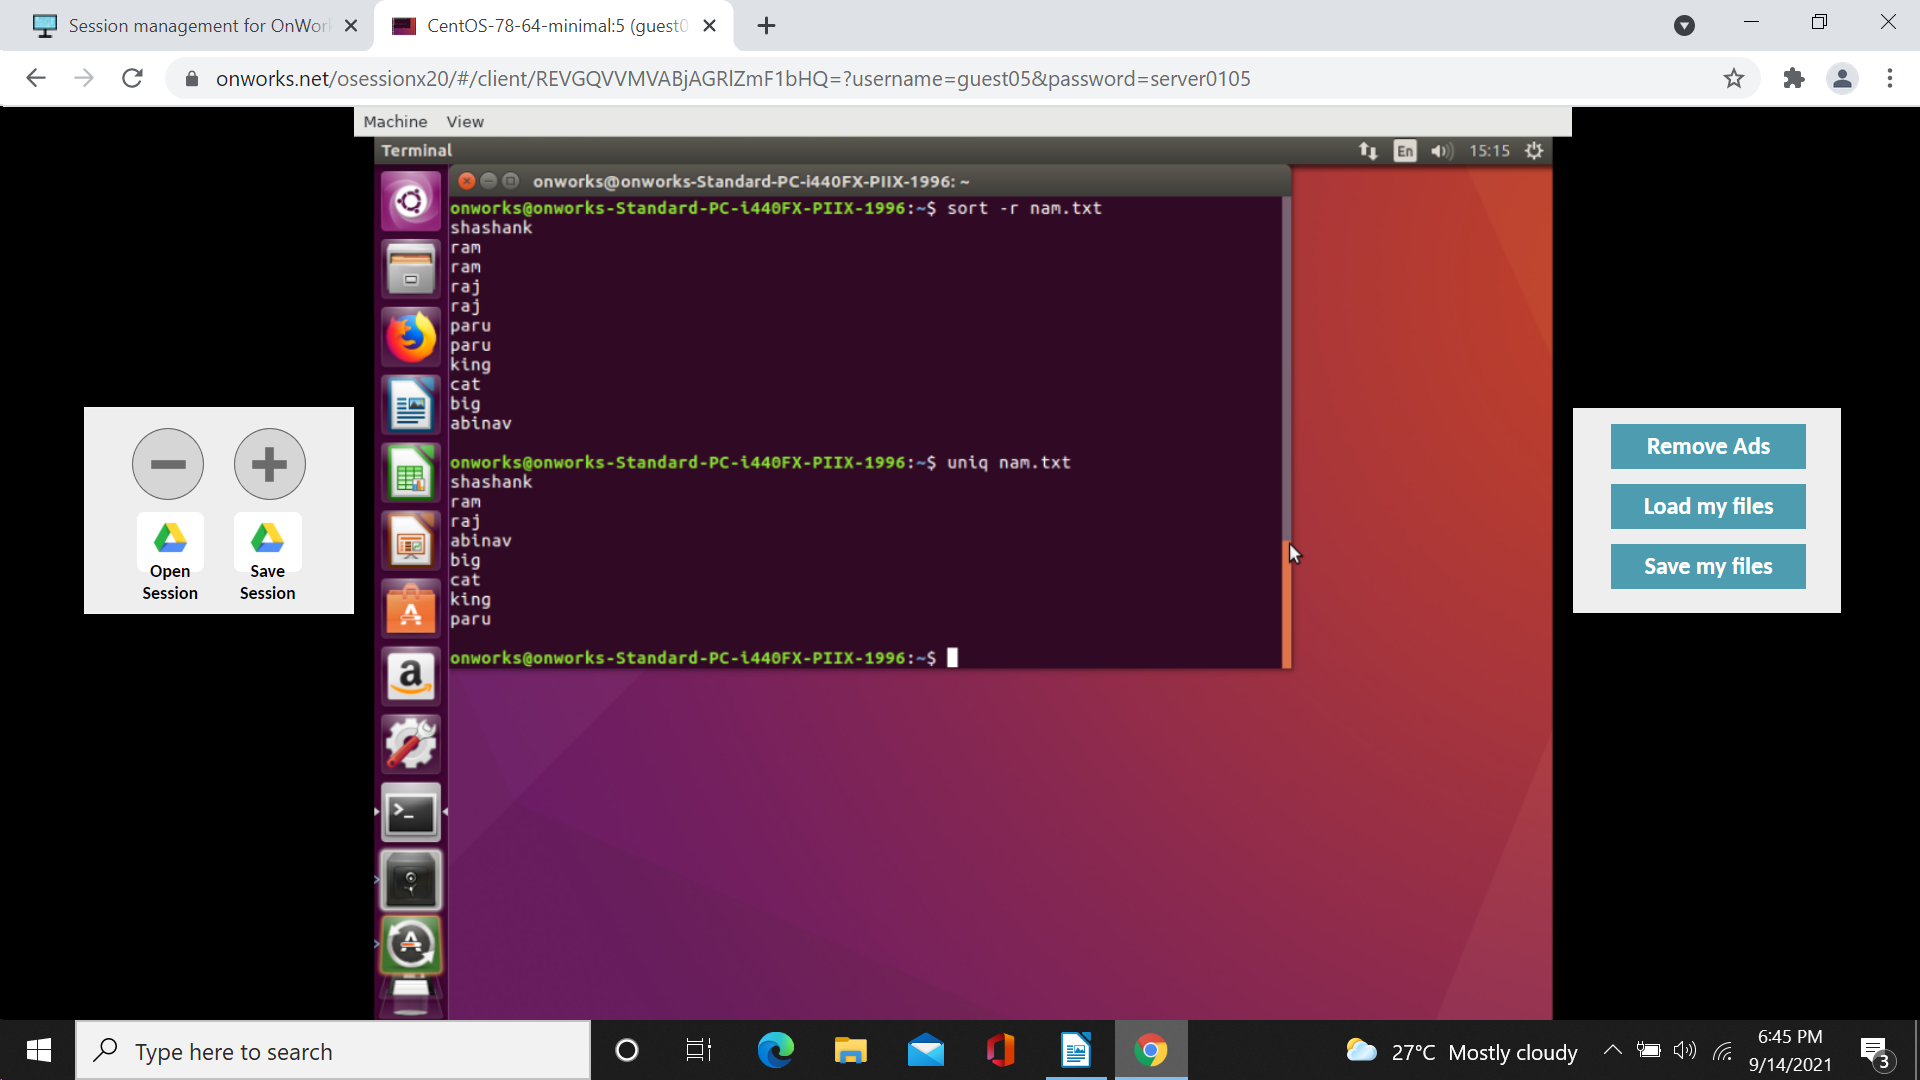 Session management for OnWor
CentOS-78-64-minimal:5 (guest0
onworks.net/osessionx20/#/client/REVGQVVMVABjAGRlZmF1bHQ=?username=guest05&password=server0105
Machine View
Terminal
En
15:15
onworks@onworks-Standard-PC-i440FX-PIIX-1996: ~
onworks@onworks-Standard-PC-i440FX-PIIX-1996:~$ sort -r nam.txt
shashank
ram
ram
raj
raj
paru
paru
king
cat
big
abinav
onworks@onworks-Standard-PC-i440FX-PIIX-1996:~$ uniq nam.txt
shashank
ram
raj
abinav
big
cat
king
paru
onworks@onworks-Standard-PC-i440FX-PIIX-1996:~$
Open
Session
Save
Session
Remove Ads
Load my files
Save my files
a
Type here to search
27°C Mostly cloudy
6:45 PM
9/14/2021
3